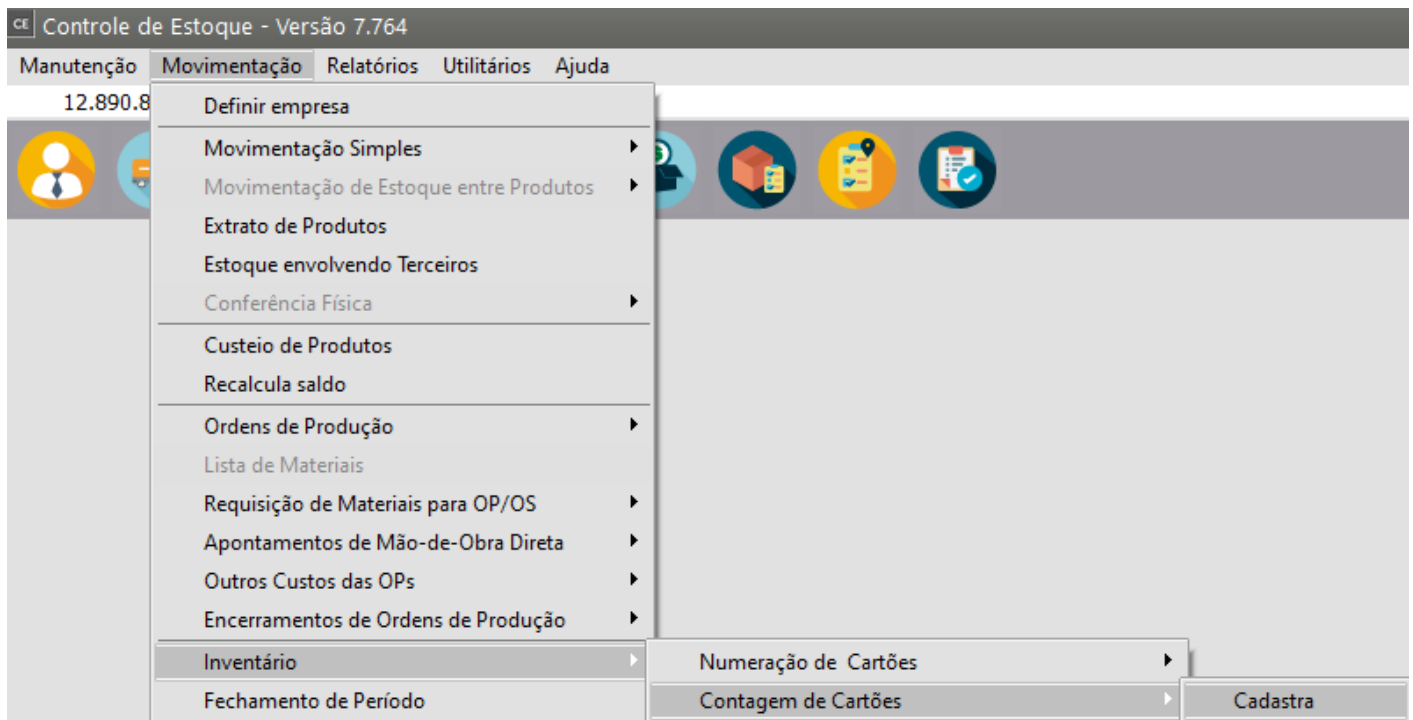 CE Controle de Estoque - Versão 7.764
Manutenção Movimentação Relatórios Utilitários Ajuda
12.890.8
Definir empresa
Movimentação Simples
Movimentação de Estoque entre Produtos
Extrato de Produtos
Estoque envolvendo Terceiros
Conferência Física
Custeio de Produtos
Recalcula saldo
Ordens de Produção
Lista de Materiais
Requisição de Materiais para OP/OS
Apontamentos de Mão-de-Obra Direta
Outros Custos das OPs
Encerramentos de Ordens de Produção
Inventário
Numeração de Cartões
Fechamento de Período
Contagem de Cartões
Cadastra